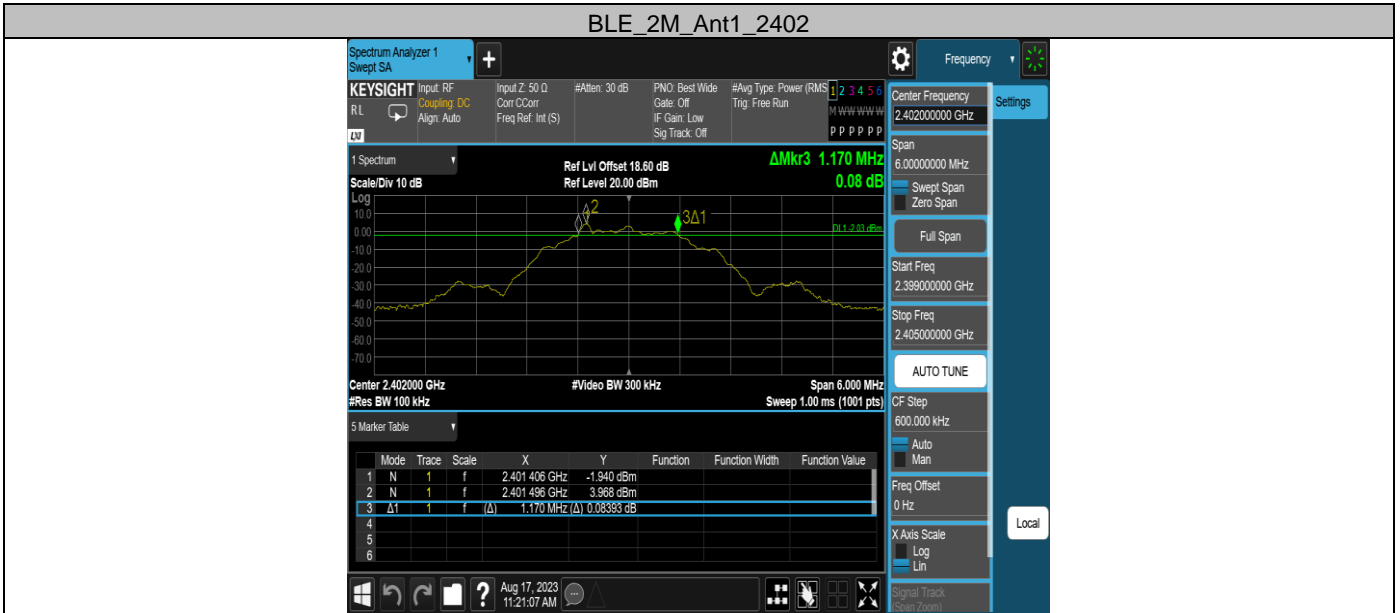 BLE_2M_Ant1_2402
Spectrum Analyzer 1
Swept SA
+
Frequency
KEYSIGHT Input: RF Input Z: 50 Ω #Atten: 30 dB PNO: Best Wide #Avg Type: Power (RMS 1 2 3 4 5 6
RL Coupling: DC Corr CCorr Gate: Off Trig: Free Run M W W W W W
Align: Auto Freq Ref: Int (S) IF Gain: Low
LXI Sig Track: Off P P P P P P
1 Spectrum
Ref Lvl Offset 18.60 dB
ΔMkr3 1.170 MHz
Scale/Div 10 dB Ref Level 20.00 dBm 0.08 dB
Log
10.0
0.00
-10.0
-20.0
-30.0
-40.0
-50.0
-60.0
-70.0
2
3Δ1
DL1 -2.03 dBm
Center 2.402000 GHz #Video BW 300 kHz Span 6.000 MHz
#Res BW 100 kHz Sweep 1.00 ms (1001 pts)
5 Marker Table
Mode Trace Scale X Y Function Function Width Function Value
1 N 1 f 2.401 406 GHz -1.940 dBm
2 N 1 f 2.401 496 GHz 3.968 dBm
3 Δ1 1 f (Δ) 1.170 MHz (Δ) 0.08393 dB
4
5
6
Center Frequency
2.402000000 GHz
Settings
Span
6.00000000 MHz
Swept Span
Zero Span
Full Span
Start Freq
2.399000000 GHz
Stop Freq
2.405000000 GHz
AUTO TUNE
CF Step
600.000 kHz
Auto
Man
Freq Offset
0 Hz
X Axis Scale
Log
Lin
Local
Signal Track
(Span Zoom)
? Aug 17, 2023
11:21:07 AM